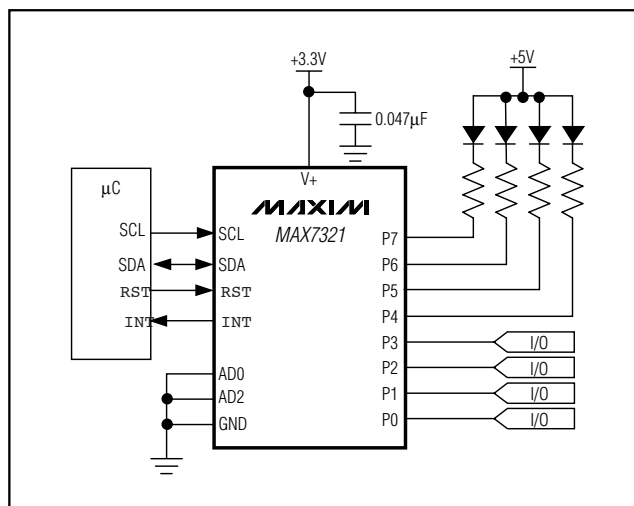 +3.3V
+5V
0.047μF
μC
V+
MAXIM
MAX7321
SCL
SCL
SDA
SDA
RST
RST
INT
INT
AD0
AD2
GND
P7
P6
P5
P4
P3
I/O
P2
I/O
P1
I/O
P0
I/O